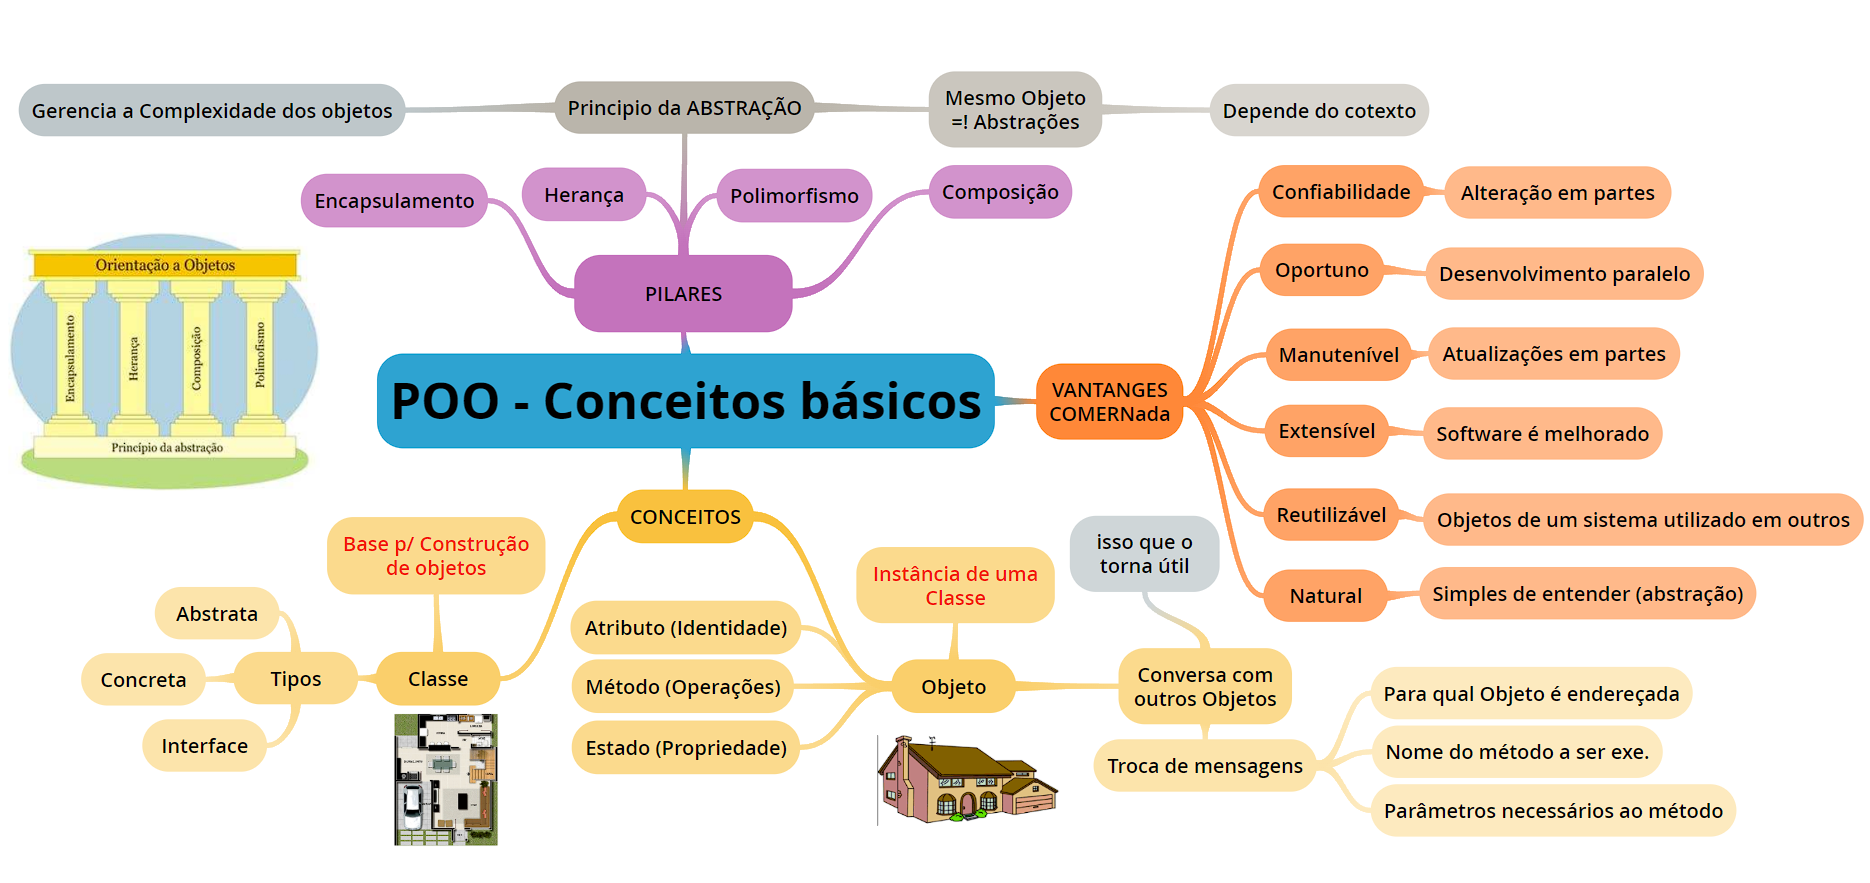 Gerencia a Complexidade dos objetos
Principio da ABSTRAÇÃO
Mesmo Objeto
=! Abstrações
Depende do cotexto
Encapsulamento
Herança
Polimorfismo
Composição
PILARES
Orientação a Objetos
Encapsulamento
Herança
Composição
Polimofismo
Princípio da abstração
POO - Conceitos básicos
VANTANGES
COMERNada
Confiabilidade
Alteração em partes
Oportuno
Desenvolvimento paralelo
Manutenível
Atualizações em partes
Extensível
Software é melhorado
Reutilizável
Objetos de um sistema utilizado em outros
Natural
Simples de entender (abstração)
CONCEITOS
Base p/ Construção
de objetos
Classe
Tipos
Abstrata
Concreta
Interface
Instância de uma
Classe
Objeto
Atributo (Identidade)
Método (Operações)
Estado (Propriedade)
isso que o
torna útil
Conversa com
outros Objetos
Troca de mensagens
Para qual Objeto é endereçada
Nome do método a ser exe.
Parâmetros necessários ao método